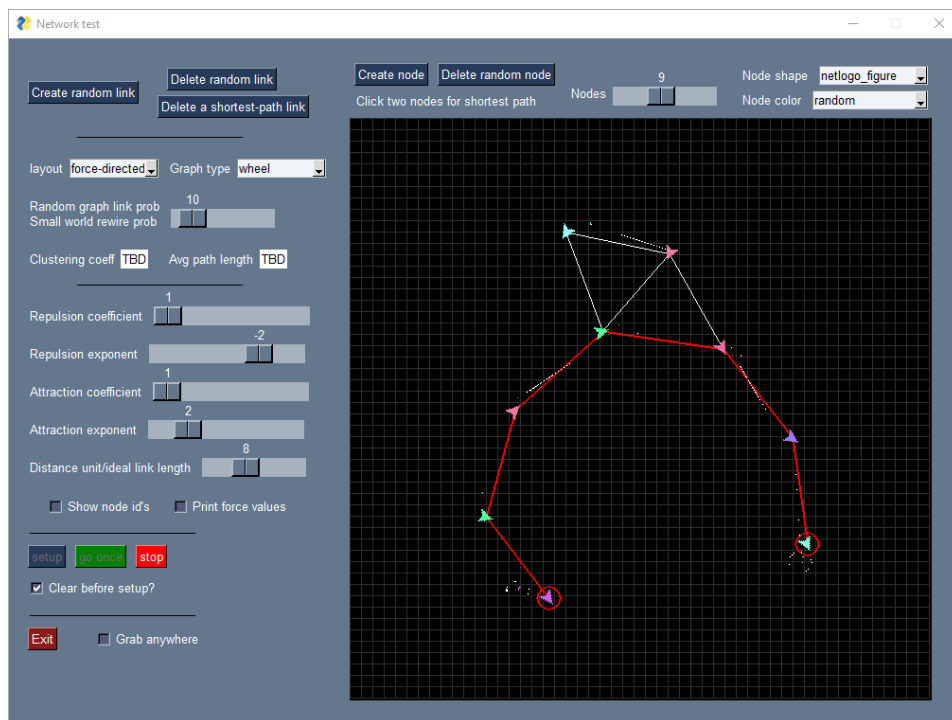 Network test
Create random link
Delete random link
Delete a shortest-path link
Create node
Delete random node
Click two nodes for shortest path
Nodes
9
Node shape
netlogo_figure
Node color
random
layout
force-directed
Graph type
wheel
Random graph link prob
Small world rewire prob
10
Clustering coeff
TBD
Avg path length
TBD
Repulsion coefficient
1
Repulsion exponent
-2
Attraction coefficient
1
Attraction exponent
2
Distance unit/ideal link length
8
Show node id's
Print force values
setup
go once
stop
Clear before setup?
Exit
Grab anywhere